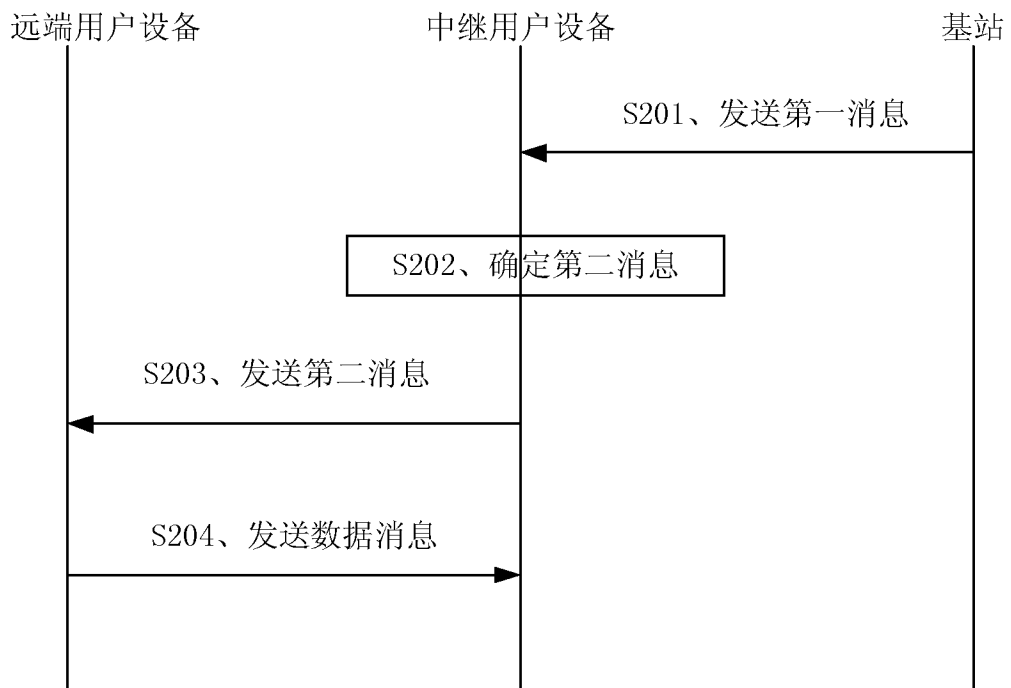 远端用户设备
中继用户设备
基站
S201、发送第一消息
S202、确定第二消息
S203、发送第二消息
S204、发送数据消息